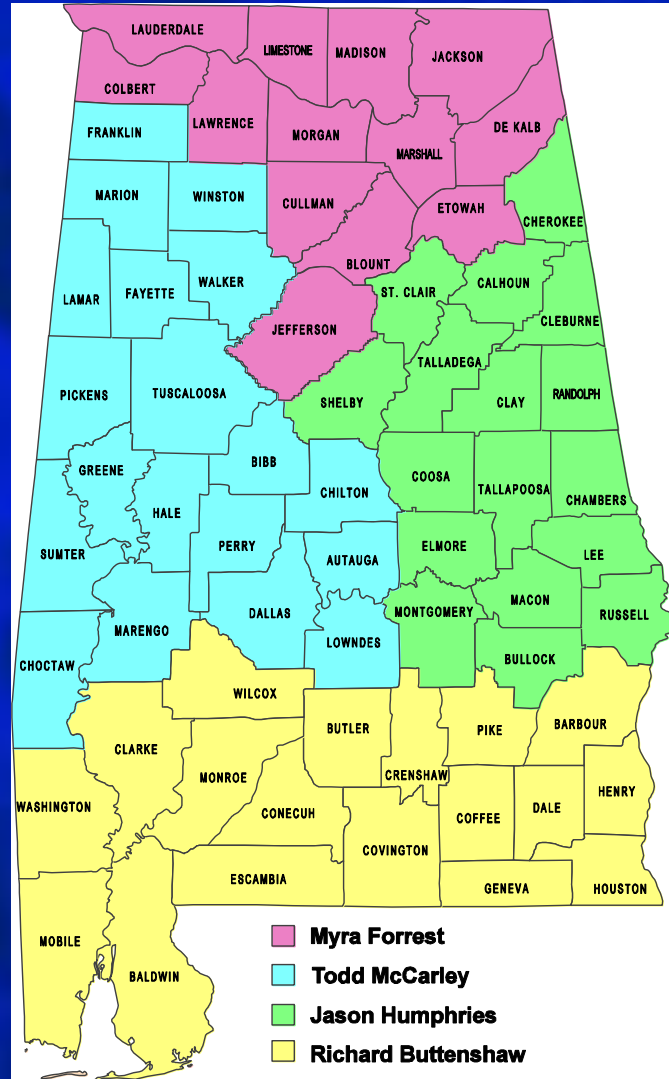 LAUDERDALE
LIMESTONE
MADISON
JACKSON
COLBERT
FRANKLIN
LAWRENCE
MORGAN
MARSHALL
DE KALB
MARION
WINSTON
CULLMAN
ETOWAH
CHEROKEE
LAMAR
FAYETTE
WALKER
BLOUNT
ST. CLAIR
CALHOUN
CLEBURNE
JEFFERSON
TALLADEGA
PICKENS
TUSCALOOSA
SHELBY
CLAY
RANDOLPH
GREENE
BIBB
COOSA
TALLAPOOSA
CHAMBERS
HALE
CHILTON
SUMTER
PERRY
AUTAUGA
ELMORE
LEE
MACON
MARENGO
DALLAS
LOWNDES
MONTGOMERY
RUSSELL
CHOCTAW
BULLOCK
WILCOX
CLARKE
BUTLER
PIKE
BARBOUR
MONROE
CRENSHAW
WASHINGTON
CONECUH
COFFEE
DALE
HENRY
COVINGTON
ESCAMBIA
GENEVA
HOUSTON
MOBILE
BALDWIN
Myra Forrest
Todd McCarley
Jason Humphries
Richard Buttenshaw